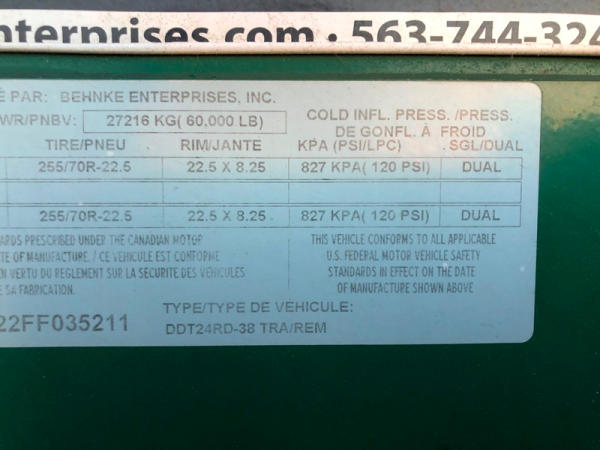 nterprises.com • 563-744-324
É PAR: BEHNKE ENTERPRISES, INC.
WR/PNBV: 27216 KG( 60,000 LB)
COLD INFL. PRESS. /PRESS.
DE GONFL. À FROID
TIRE/PNEU RIM/JANTE KPA (PSI/LPC) SGL/DUAL
255/70R-22.5 22.5 X 8.25 827 KPA( 120 PSI) DUAL
255/70R-22.5 22.5 X 8.25 827 KPA( 120 PSI) DUAL
ARDS PRESCRIBED UNDER THE CANADIAN MOTOR
TE OF MANUFACTURE. / CE VEHICULE EST CONFORME
EN VERTU DU REGLEMENT SUR LA SECURITE DES VEHICULES
E SA FABRICATION.
THIS VEHICLE CONFORMS TO ALL APPLICABLE
U.S. FEDERAL MOTOR VEHICLE SAFETY
STANDARDS IN EFFECT ON THE DATE
OF MANUFACTURE SHOWN ABOVE
TYPE/TYPE DE VÉHICULE:
22FF035211 DDT24RD-38 TRA/REM